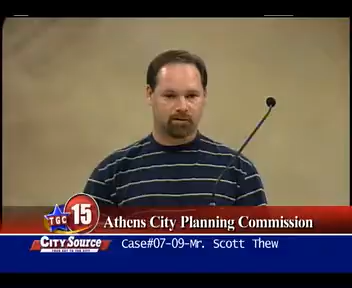 TGC
15
Athens City Planning Commission
CITY SOURCE
Case#07-09-Mr. Scott Thew